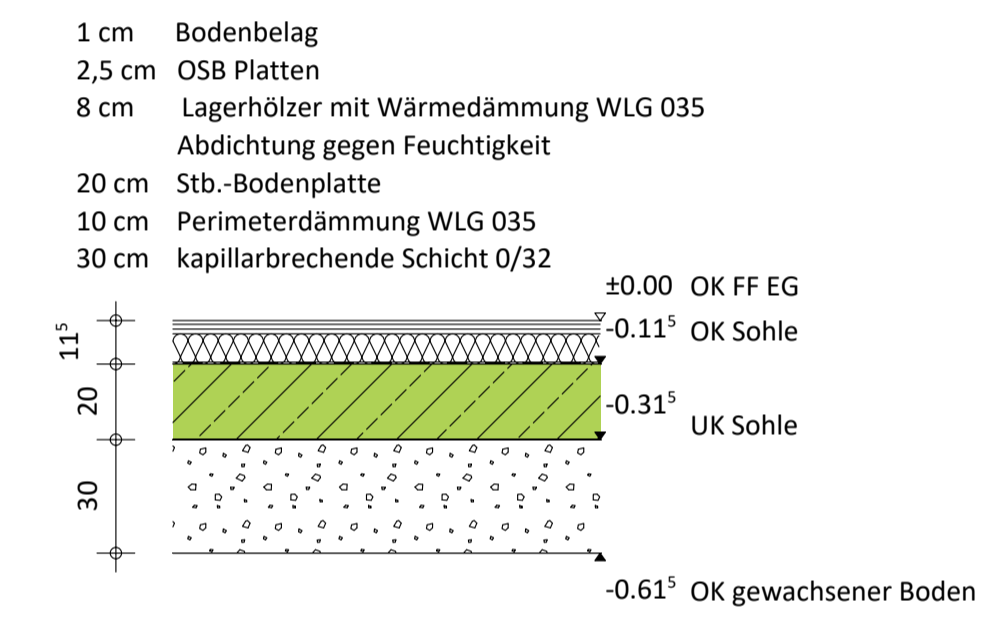 1 cm Bodenbelag
2,5 cm OSB Platten
8 cm Lagerhölzer mit Wärmedämmung WLG 035
Abdichtung gegen Feuchtigkeit
20 cm Stb.-Bodenplatte
10 cm Perimeterdämmung WLG 035
30 cm kapillarbrechende Schicht 0/32
±0.00 OK FF EG
-0.11⁵ OK Sohle
11⁵
20
-0.31⁵
UK Sohle
30
-0.61⁵ OK gewachsener Boden